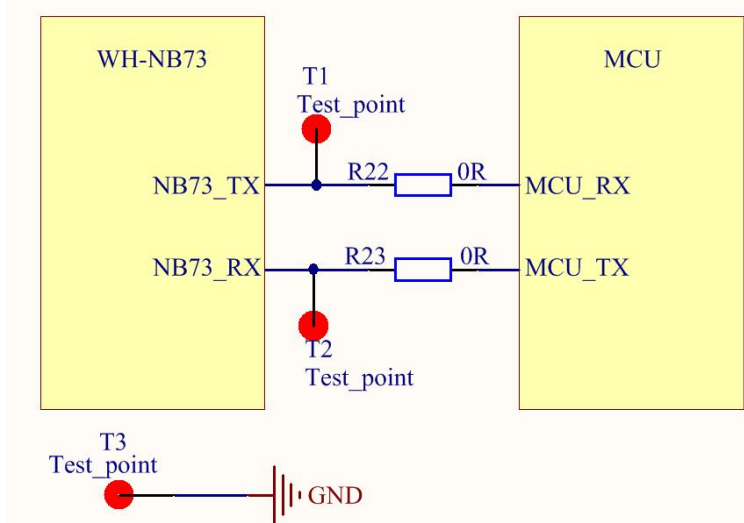 WH-NB73
MCU
T1
Test_point
NB73_TX
R22
0R
MCU_RX
NB73_RX
R23
0R
MCU_TX
T2
Test_point
T3
Test_point
GND